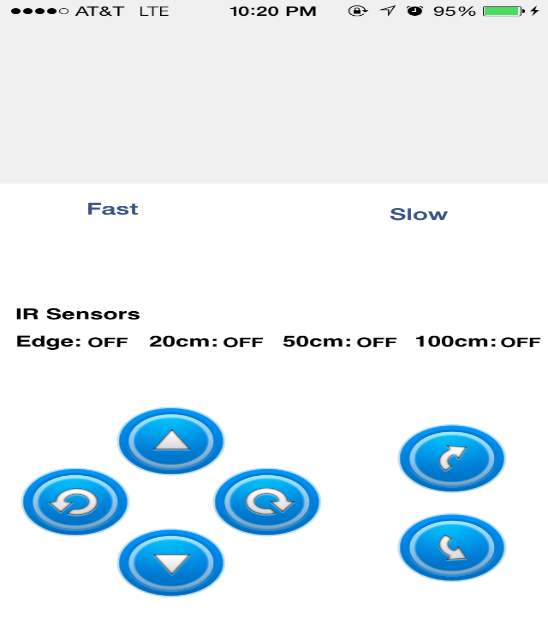 AT&T LTE 10:20 PM 95%
Fast Slow
IR Sensors
Edge: OFF 20cm: OFF 50cm: OFF 100cm: OFF